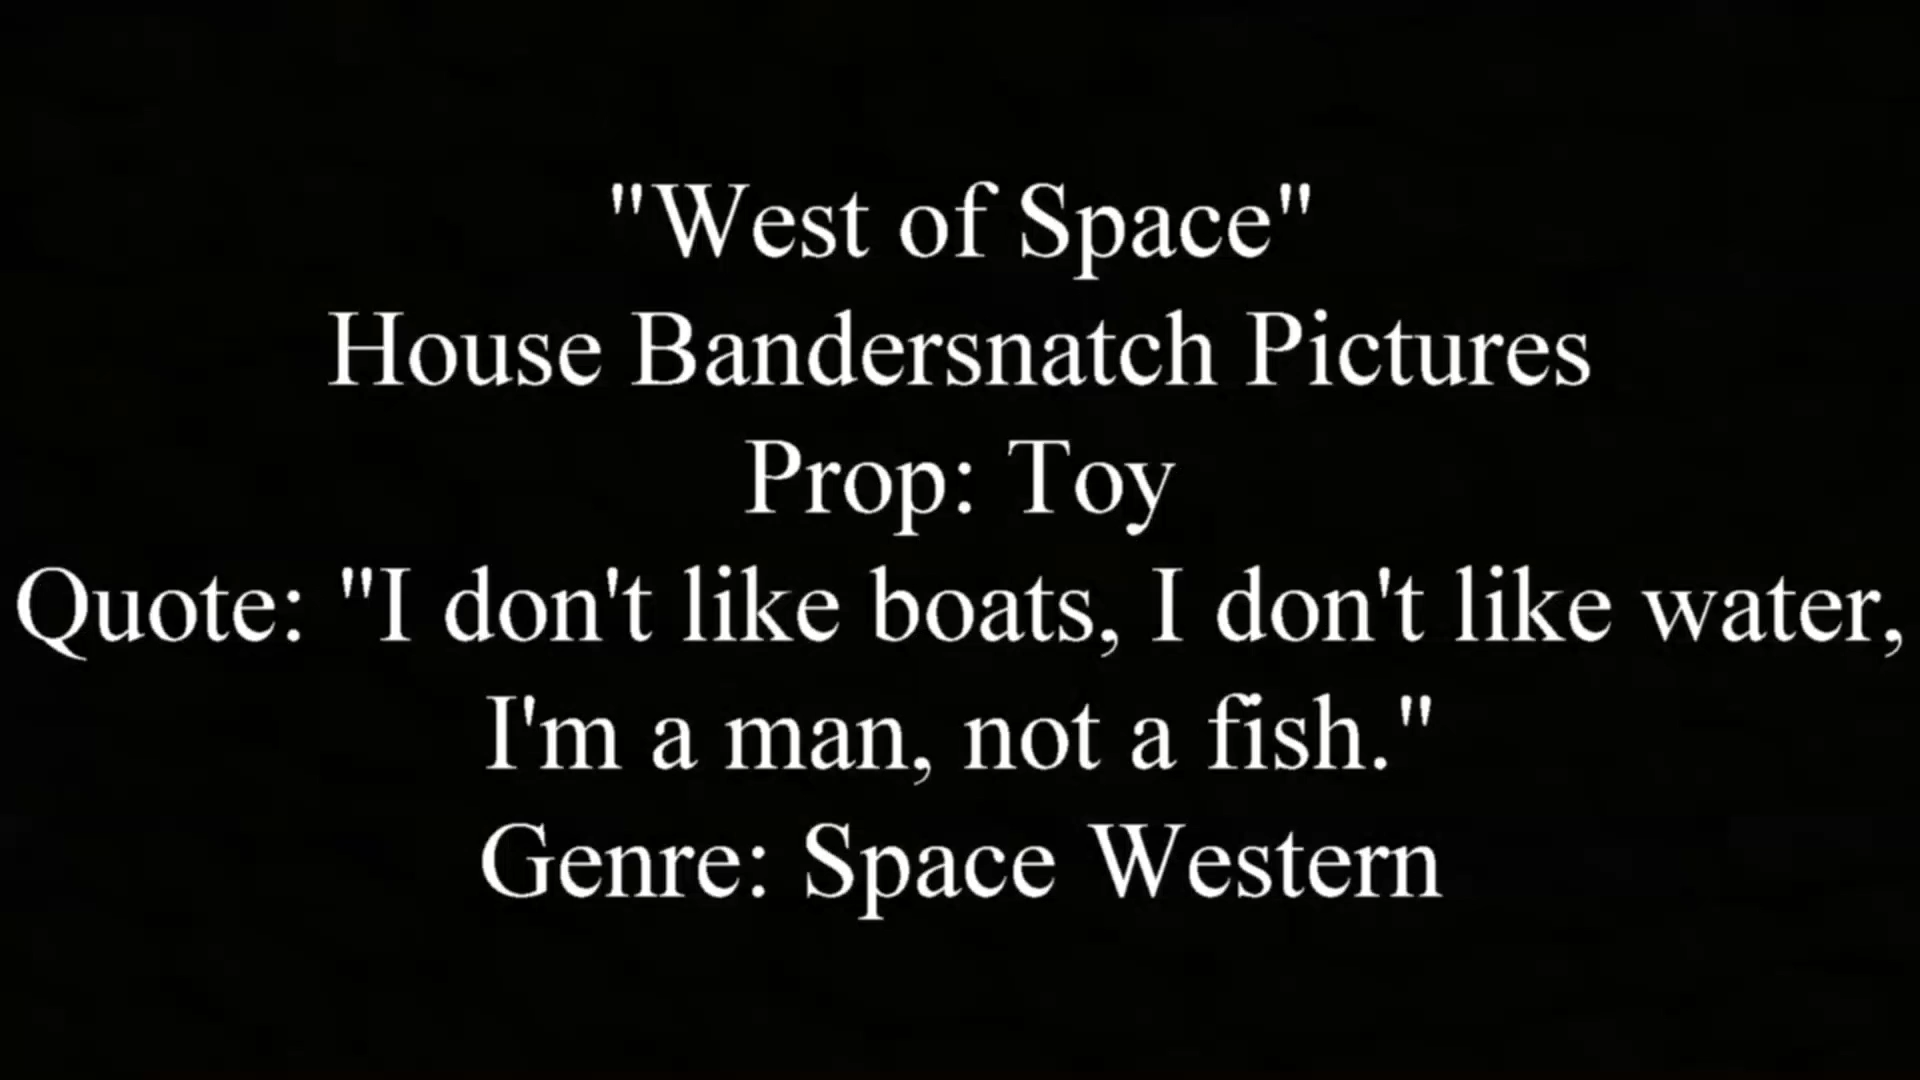 "West of Space"
House Bandersnatch Pictures
Prop: Toy
Quote: "I don't like boats, I don't like water,
I'm a man, not a fish."
Genre: Space Western